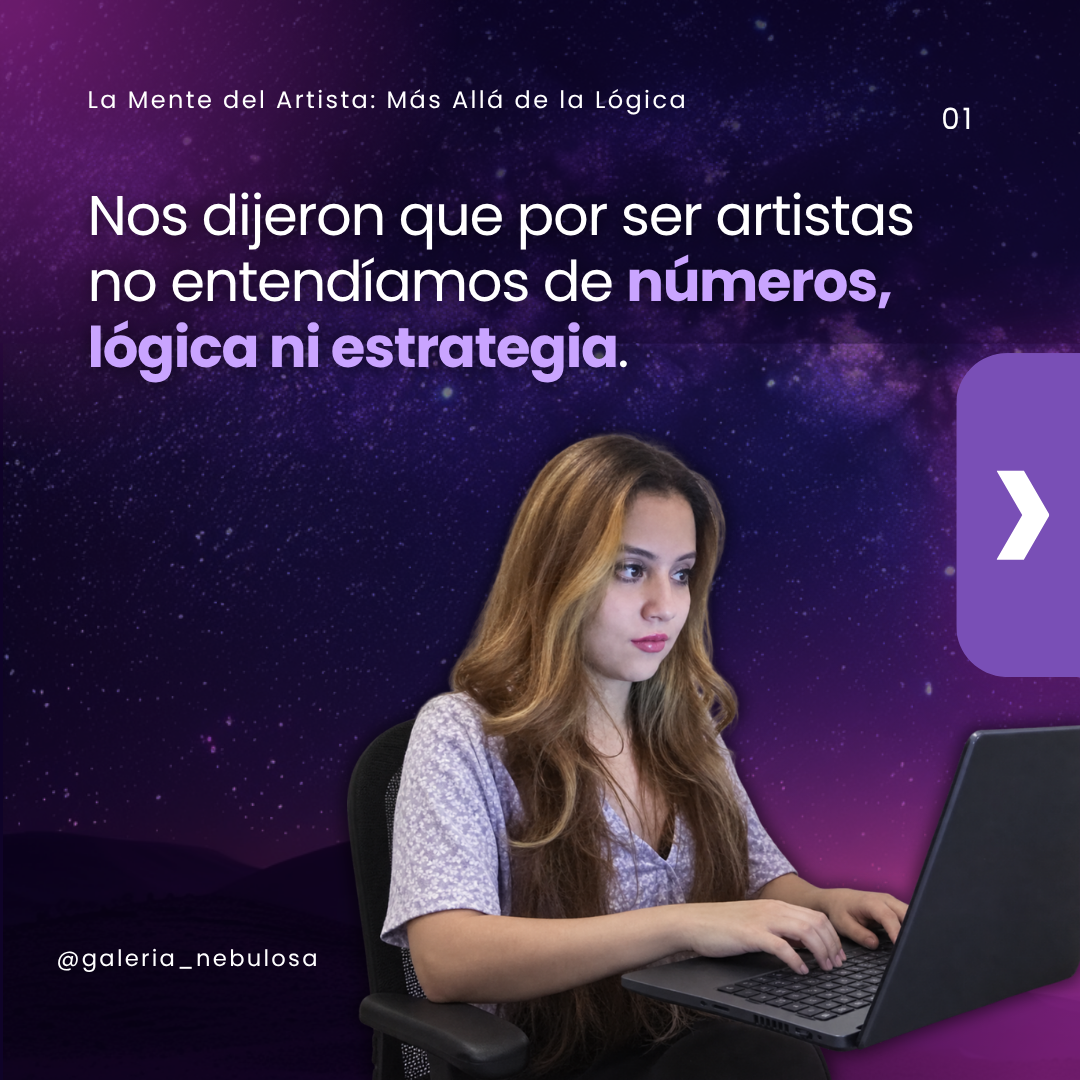 La Mente del Artista: Más Allá de la Lógica
01
Nos dijeron que por ser artistas
no entendíamos de números,
lógica ni estrategia.
@galeria_nebulosa